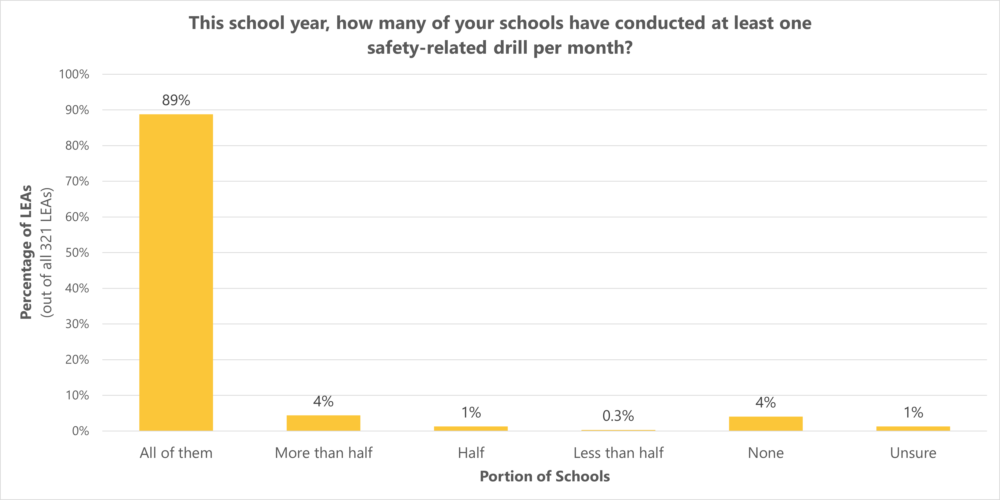 This school year, how many of your schools have conducted at least one
safety-related drill per month?
Percentage of LEAs
(out of all 321 LEAs)
100%
90%
80%
70%
60%
50%
40%
30%
20%
10%
0%
89%
4%
1%
0.3%
4%
1%
All of them
More than half
Half
Less than half
None
Unsure
Portion of Schools